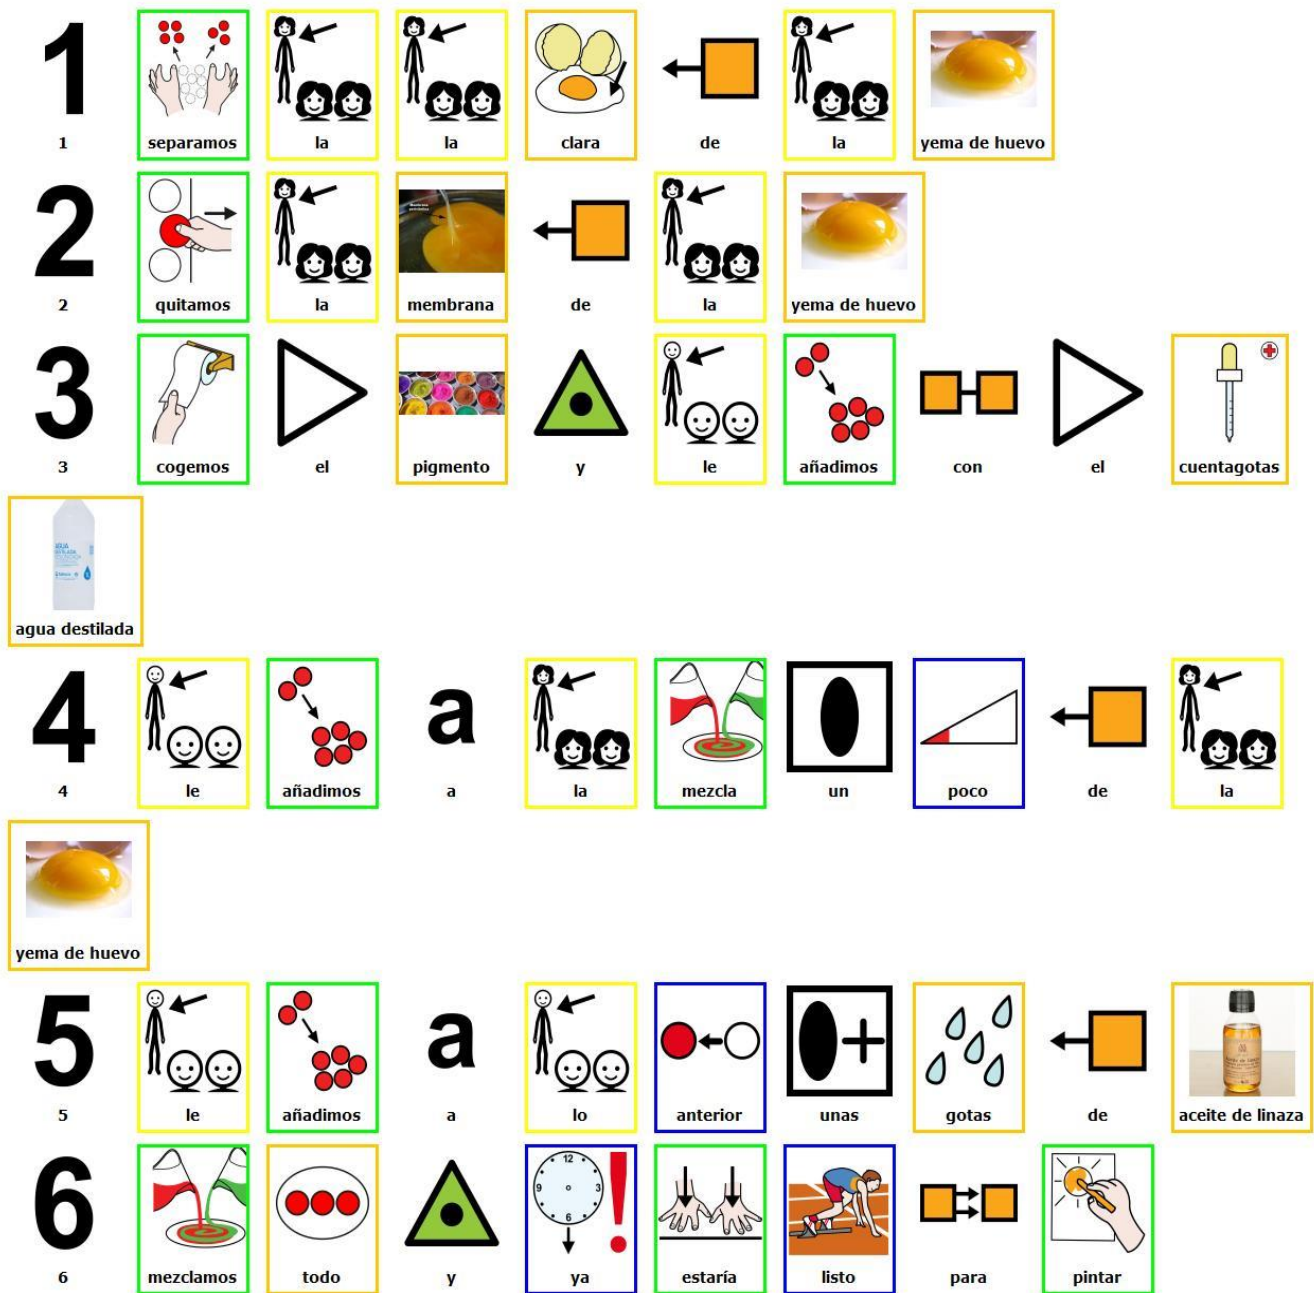 1 separamos la la clara de la yema de huevo
2 quitamos la membrana de la yema de huevo
3 cogemos el pigmento y le añadimos con el cuentagotas
agua destilada
4 le añadimos a la mezcla un poco de la
yema de huevo
5 le añadimos a lo anterior unas gotas de aceite de linaza
6 mezclamos todo y ya estaría listo para pintar